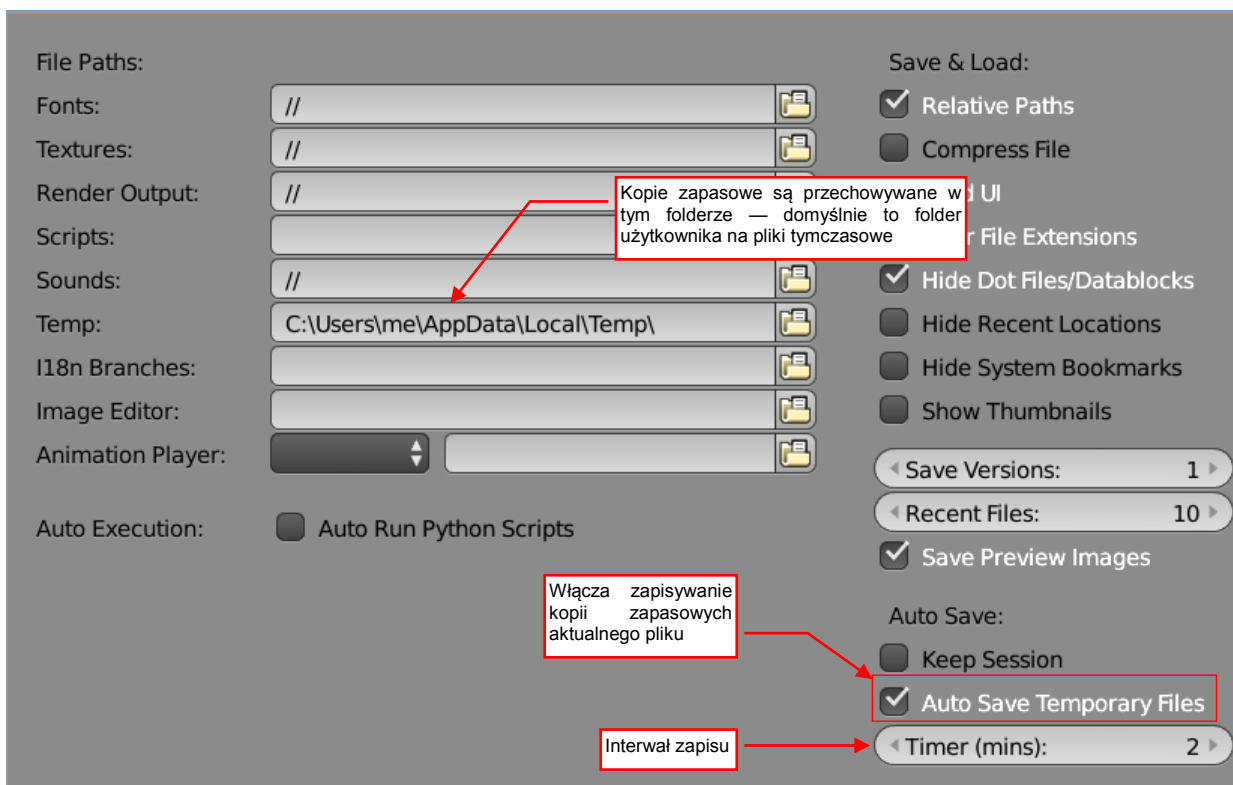 File Paths:
Fonts: //
Textures: //
Render Output: //
Scripts:
Sounds: //
Temp: C:\Users\me\AppData\Local\Temp\
I18n Branches:
Image Editor:
Animation Player:
Auto Execution: Auto Run Python Scripts
Kopie zapasowe są przechowywane w
tym folderze — domyślnie to folder
użytkownika na pliki tymczasowe
Włącza zapisywanie
kopii zapasowych
aktualnego pliku
Interwał zapisu
Save & Load:
Relative Paths
Compress File
UI
File Extensions
Hide Dot Files/Datablocks
Hide Recent Locations
Hide System Bookmarks
Show Thumbnails
Save Versions: 1
Recent Files: 10
Save Preview Images
Auto Save:
Keep Session
Auto Save Temporary Files
Timer (mins): 2